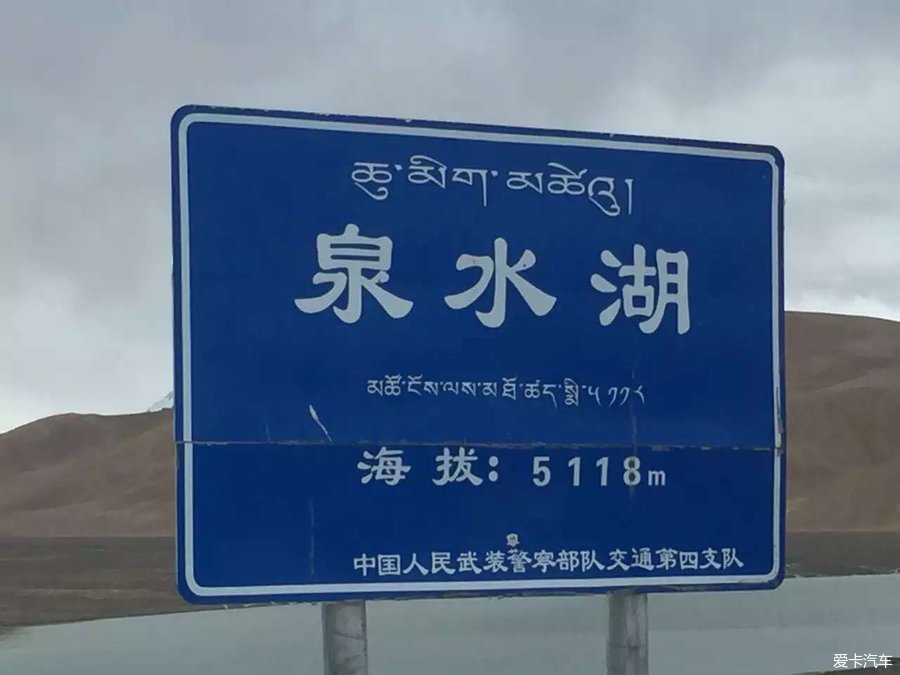 ཆུ་མིག་མཚེའུ།
泉水湖
མཚོ་ངོས་ལས་མཐོ་ཚད་སྨི་༥༡༡༨
海拔：5118m
中国人民武装警察部队交通第四支队
爱卡汽车